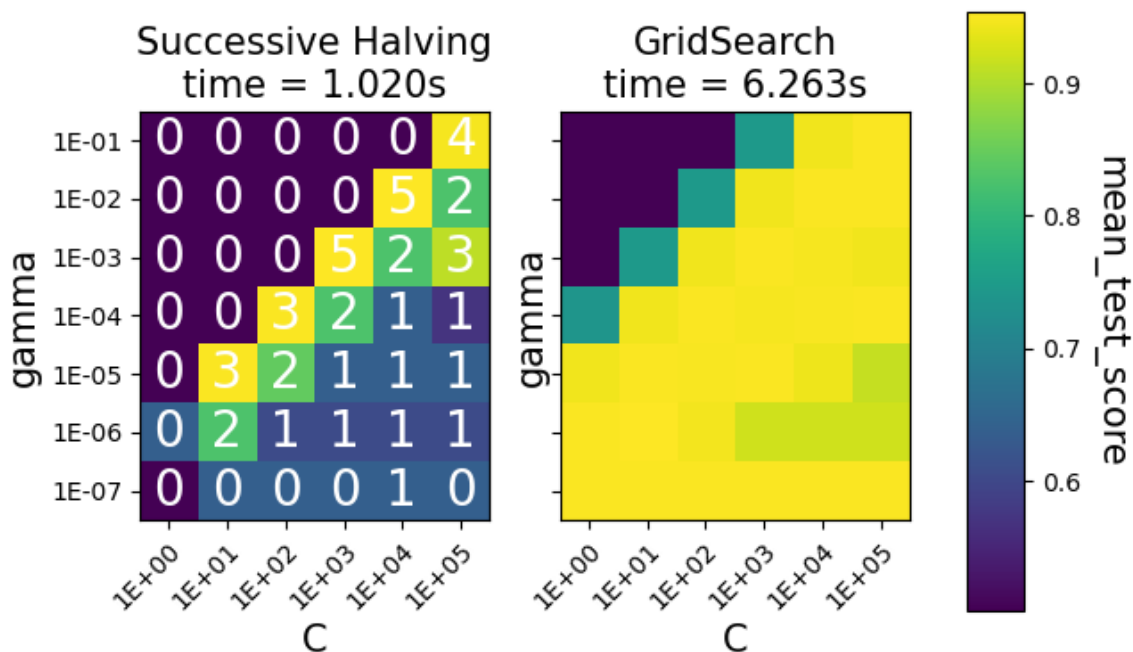 Successive Halving
time = 1.020s
GridSearch
time = 6.263s
gamma
1E-01 0 0 0 0 0 4
1E-02 0 0 0 0 5 2
1E-03 0 0 0 5 2 3
1E-04 0 0 3 2 1 1
1E-05 0 3 2 1 1 1
1E-06 0 2 1 1 1 1
1E-07 0 0 0 0 1 0
1E+00 1E+01 1E+02 1E+03 1E+04 1E+05
C
gamma
1E+00 1E+01 1E+02 1E+03 1E+04 1E+05
C
0.9
0.8
0.7
0.6
mean_test_score